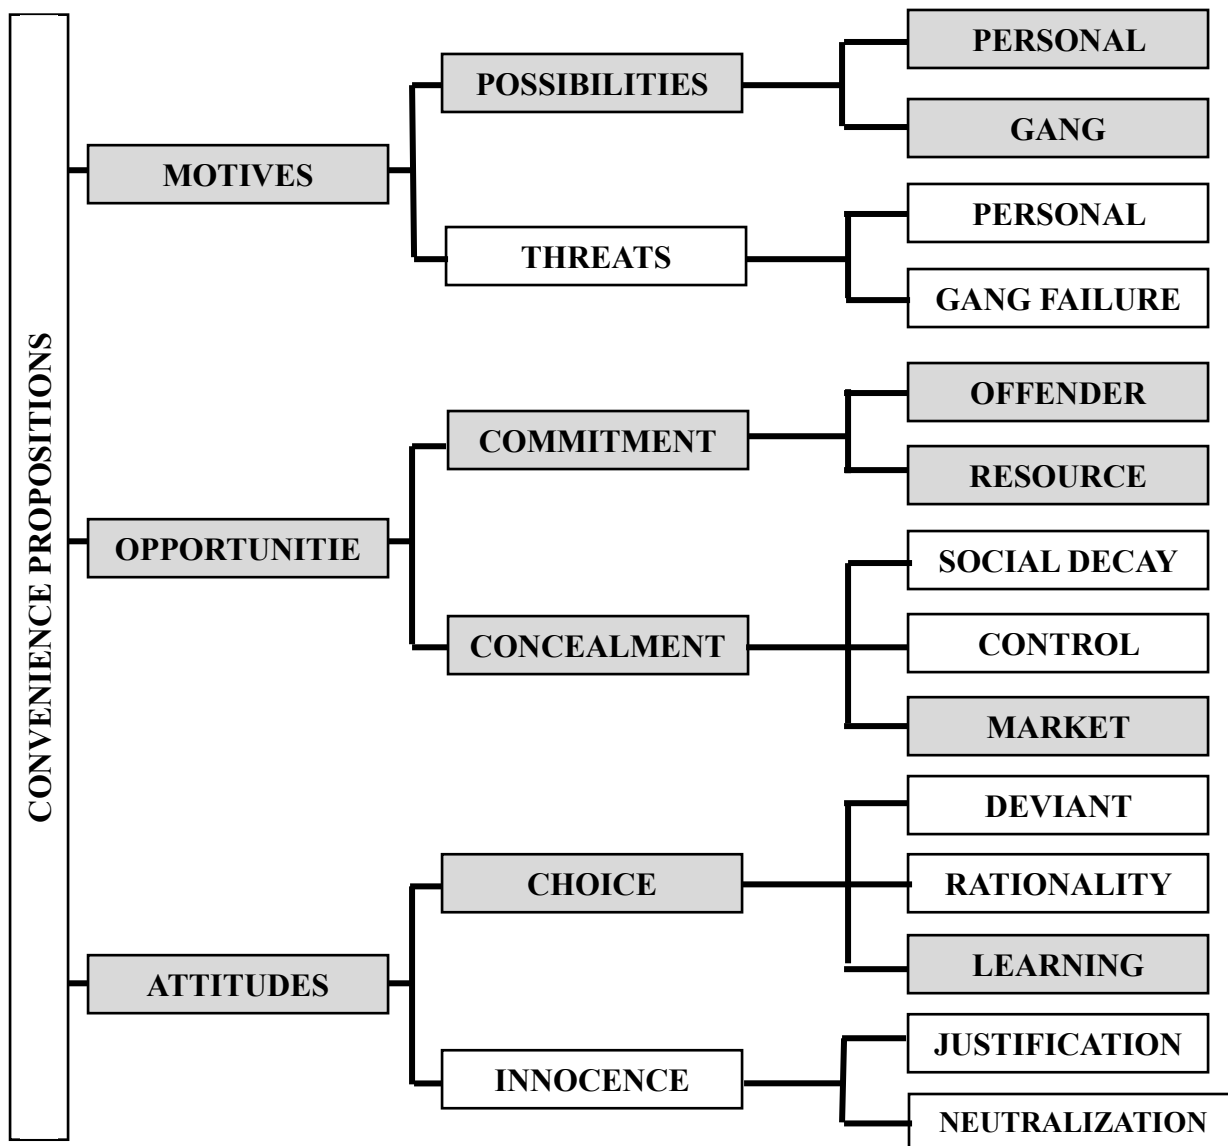 CONVENIENCE PROPOSITIONS
MOTIVES
POSSIBILITIES
PERSONAL
GANG
THREATS
PERSONAL
GANG FAILURE
OPPORTUNITIE
COMMITMENT
OFFENDER
RESOURCE
CONCEALMENT
SOCIAL DECAY
CONTROL
MARKET
ATTITUDES
CHOICE
DEVIANT
RATIONALITY
LEARNING
INNOCENCE
JUSTIFICATION
NEUTRALIZATION